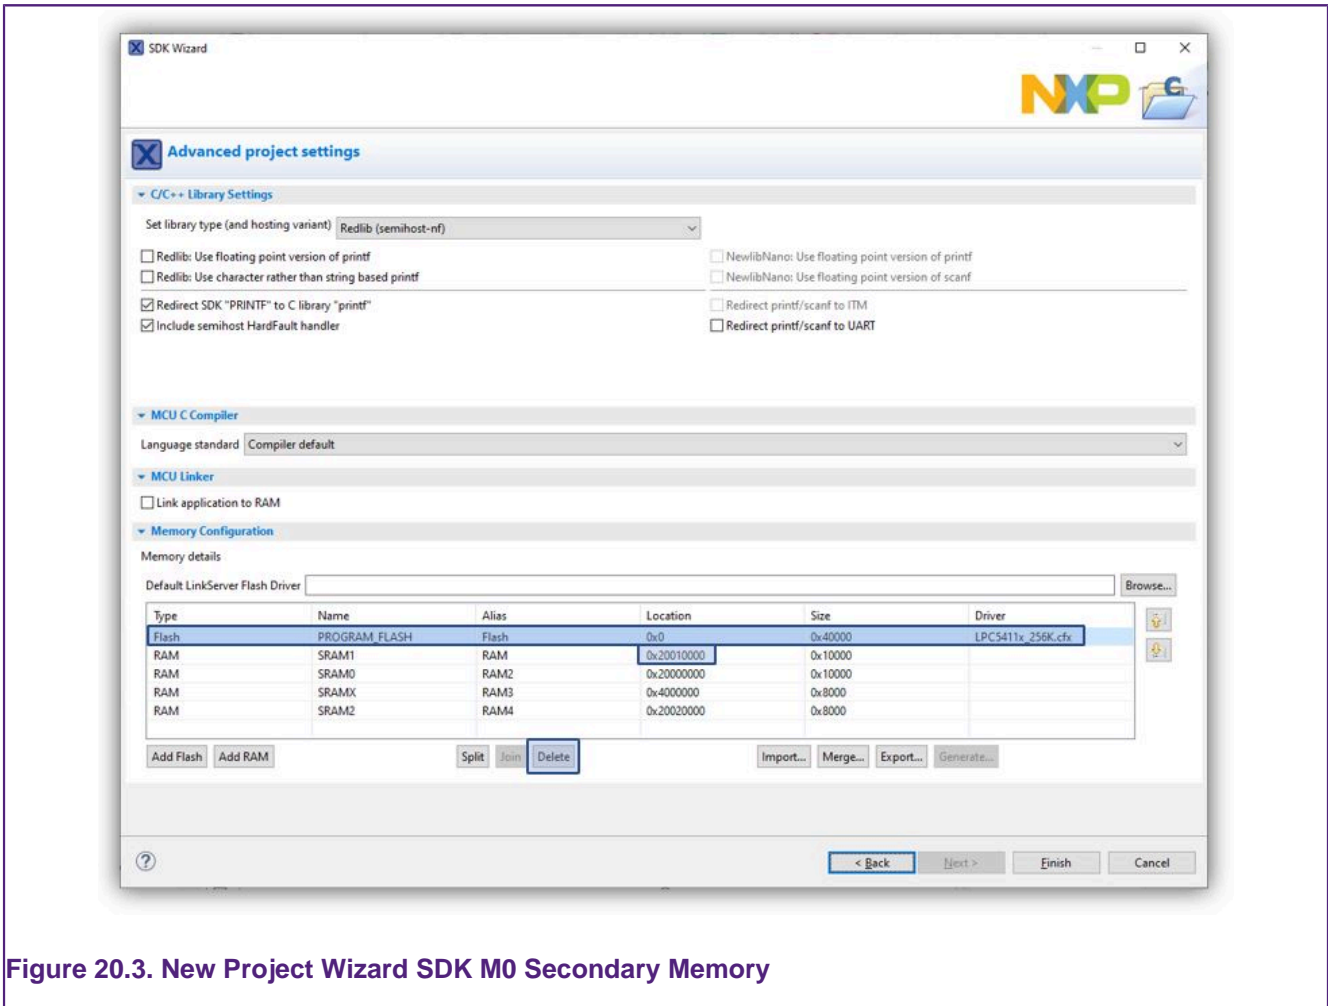 SDK Wizard
NXP
Advanced project settings
C/C++ Library Settings
Set library type (and hosting variant) Redlib (semihost-nf)
Redlib: Use floating point version of printf NewlibNano: Use floating point version of printf
Redlib: Use character rather than string based printf NewlibNano: Use floating point version of scanf
Redirect SDK "PRINTF" to C library "printf" Redirect printf/scanf to ITM
Include semihost HardFault handler Redirect printf/scanf to UART
MCU C Compiler
Language standard Compiler default
MCU Linker
Link application to RAM
Memory Configuration
Memory details
Default LinkServer Flash Driver Browse...
Type Name Alias Location Size Driver
Flash PROGRAM_FLASH Flash 0x0 0x40000 LPC5411x_256K.cfx
RAM SRAM1 RAM 0x20010000 0x10000
RAM SRAM0 RAM2 0x20000000 0x10000
RAM SRAMX RAM3 0x4000000 0x8000
RAM SRAM2 RAM4 0x20020000 0x8000
Add Flash Add RAM Split Join Delete Import... Merge... Export... Generate...
? < Back Next > Finish Cancel
Figure 20.3. New Project Wizard SDK M0 Secondary Memory